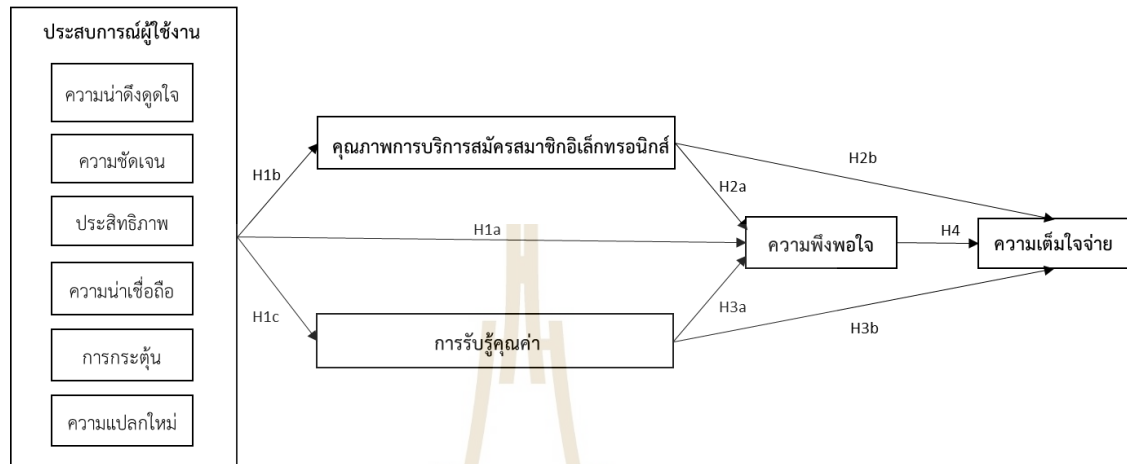 ประสบการณ์ผู้ใช้งาน
ความน่าดึงดูดใจ
ความชัดเจน
ประสิทธิภาพ
ความน่าเชื่อถือ
การกระตุ้น
ความแปลกใหม่
H1b
H1a
H1c
คุณภาพการบริการสมัครสมาชิกอิเล็กทรอนิกส์
การรับรู้คุณค่า
H2a
H2b
H3a
H3b
ความพึงพอใจ
H4
ความเต็มใจจ่าย